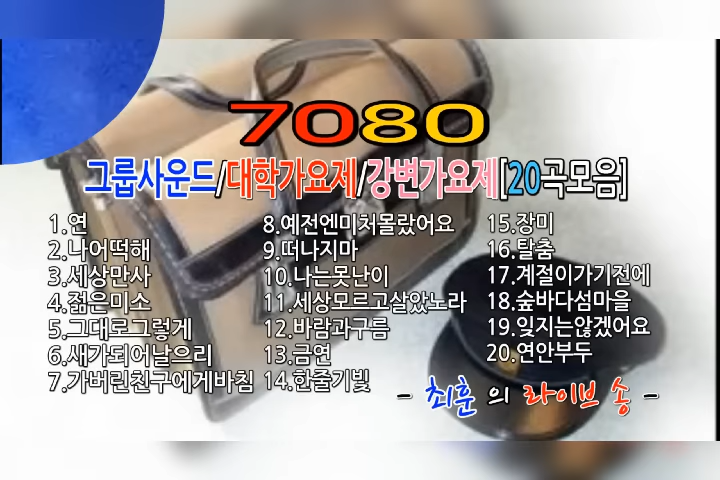 7080
그룹사운드/대학가요제/강변가요제[20곡모음]
1.연
2.나어떡해
3.세상만사
4.젊은미소
5.그대로그렇게
6.새가되어날으리
7.가버린친구에게바침
8.예전엔미처몰랐어요
9.떠나지마
10.나는못난이
11.세상모르고살았노라
12.바람과구름
13.금연
14.한줄기빛
15.장미
16.탈춤
17.계절이가기전에
18.숲바다섬마을
19.잊지는않겠어요
20.연안부두
- 최훈 의 라이브 송 -